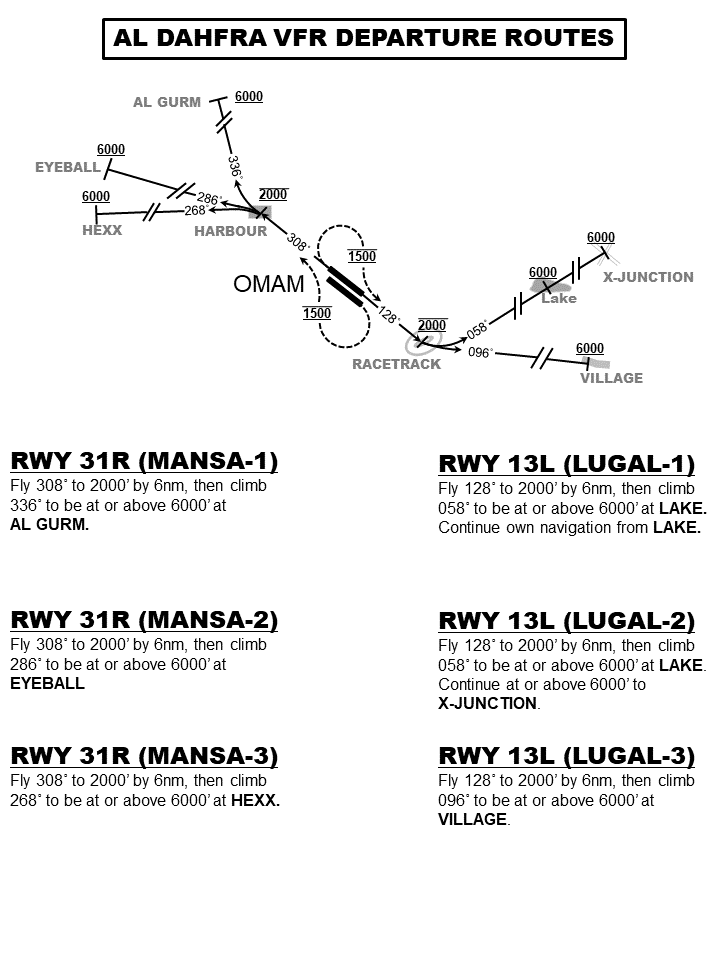 AL DAHFRA VFR DEPARTURE ROUTES
AL GURM
6000
6000
EYEBALL
336˚
6000
286˚
2000
268˚
HEXX
HARBOUR
308˚
6000
1500
OMAM
6000
X-JUNCTION
Lake
1500
128˚
2000
058˚
096˚
6000
RACETRACK
VILLAGE
RWY 31R (MANSA-1)
Fly 308˚ to 2000’ by 6nm, then climb
336˚ to be at or above 6000’ at
AL GURM.
RWY 13L (LUGAL-1)
Fly 128˚ to 2000’ by 6nm, then climb
058˚ to be at or above 6000’ at LAKE.
Continue own navigation from LAKE.
RWY 31R (MANSA-2)
Fly 308˚ to 2000’ by 6nm, then climb
286˚ to be at or above 6000’ at
EYEBALL
RWY 13L (LUGAL-2)
Fly 128˚ to 2000’ by 6nm, then climb
058˚ to be at or above 6000’ at LAKE.
Continue at or above 6000’ to
X-JUNCTION.
RWY 31R (MANSA-3)
Fly 308˚ to 2000’ by 6nm, then climb
268˚ to be at or above 6000’ at HEXX.
RWY 13L (LUGAL-3)
Fly 128˚ to 2000’ by 6nm, then climb
096˚ to be at or above 6000’ at
VILLAGE.